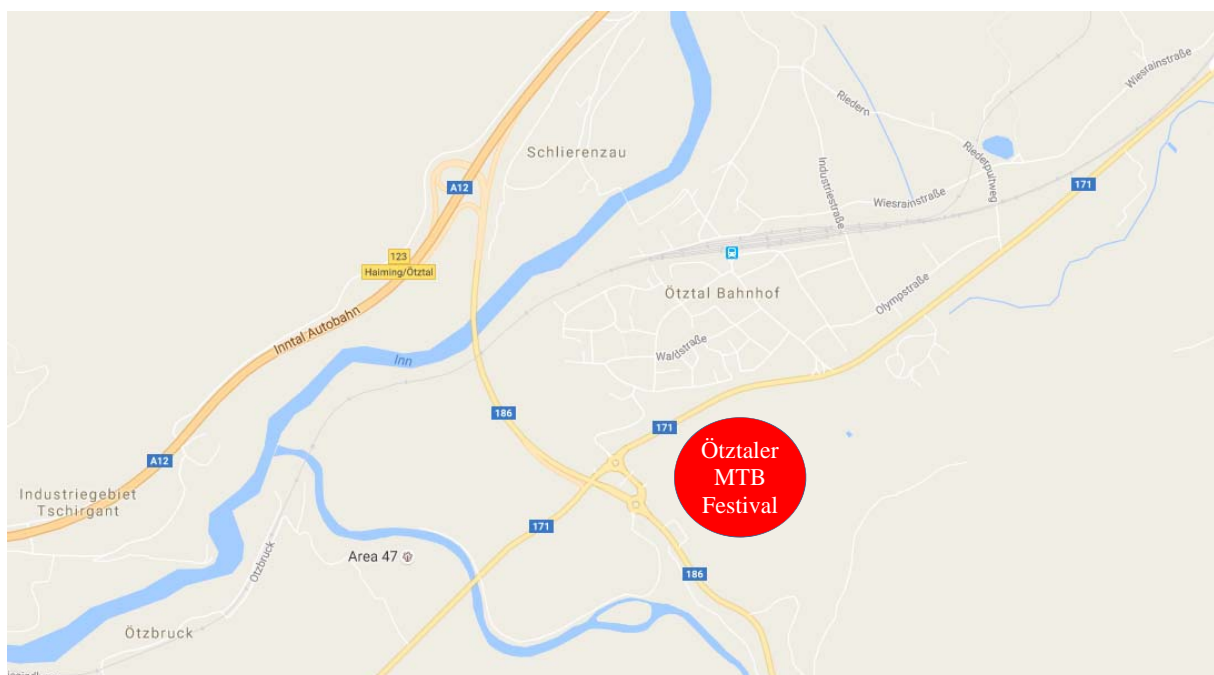 Wiesrainstraße
Riedern
Schlierenzau
Riederpuitweg
A12
171
Industriestraße
Wiesrainstraße
123
Haiming/Ötztal
Ötztal Bahnhof
Olympstraße
Inntal Autobahn
Waldstraße
Inn
186
171
Ötztaler
MTB
Festival
A12
Industriegebiet
Tschirgant
171
Area 47
Ötzbruck
186
Ötzbruck